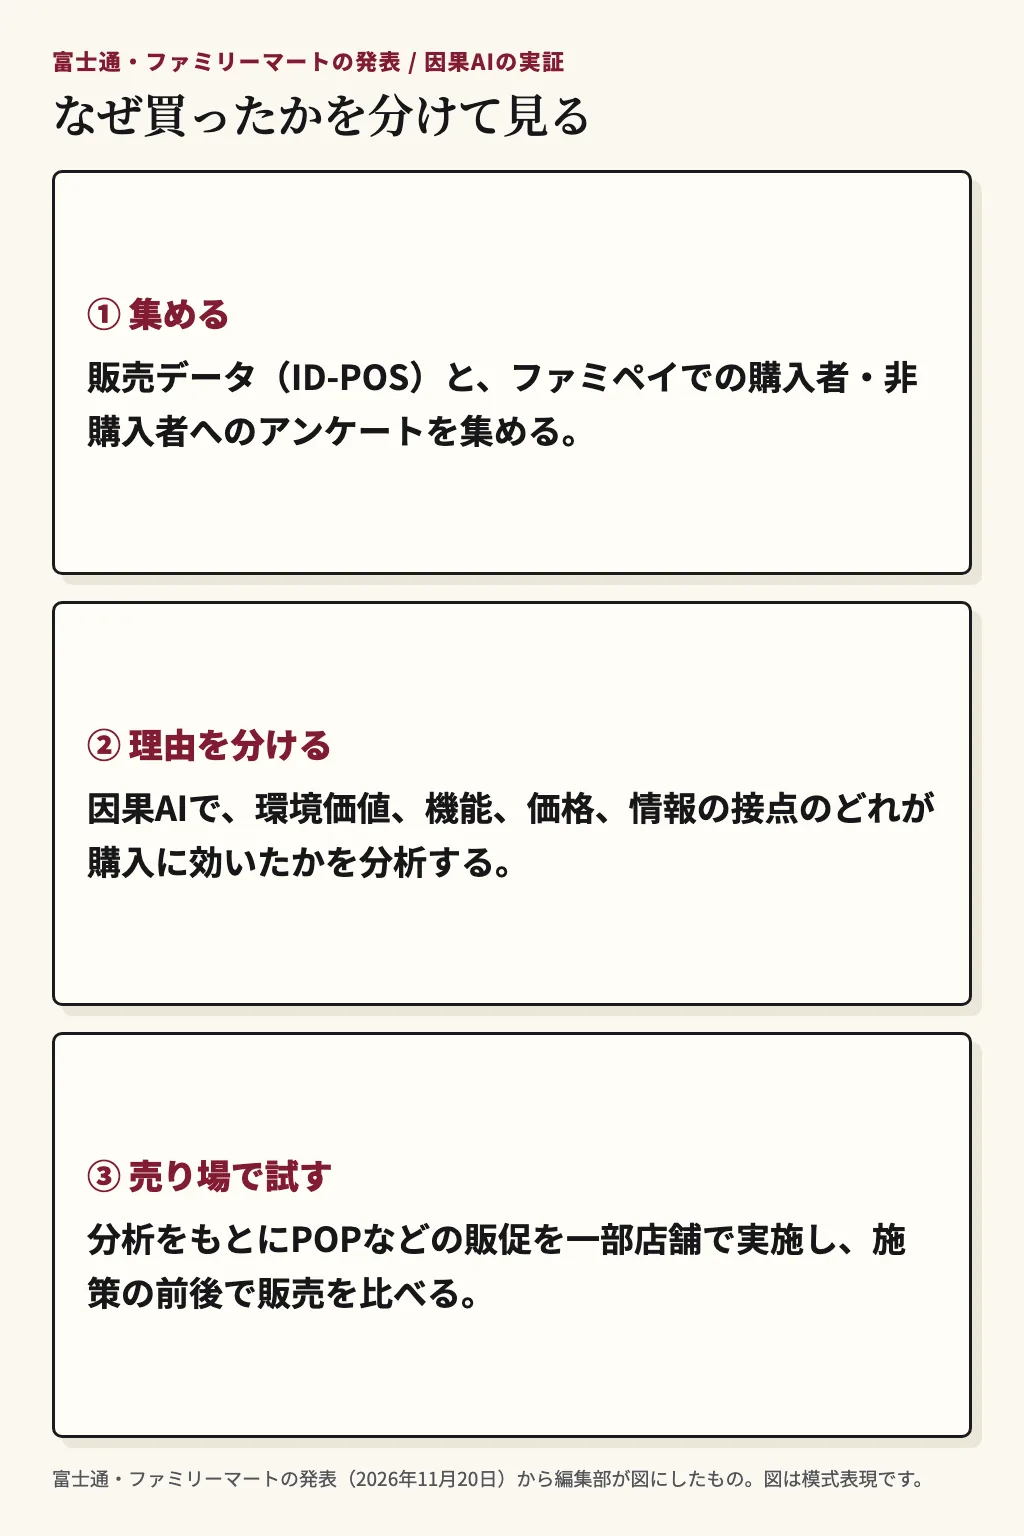 富士通・ファミリーマートの発表 / 因果AIの実証
なぜ買ったかを分けて見る
① 集める
販売データ（ID-POS）と、ファミペイでの購入者・非
購入者へのアンケートを集める。
② 理由を分ける
因果AIで、環境価値、機能、価格、情報の接点のどれが
購入に効いたかを分析する。
③ 売り場で試す
分析をもとにPOPなどの販促を一部店舗で実施し、施
策の前後で販売を比べる。
富士通・ファミリーマートの発表（2026年11月20日）から編集部が図にしたもの。図は模式表現です。